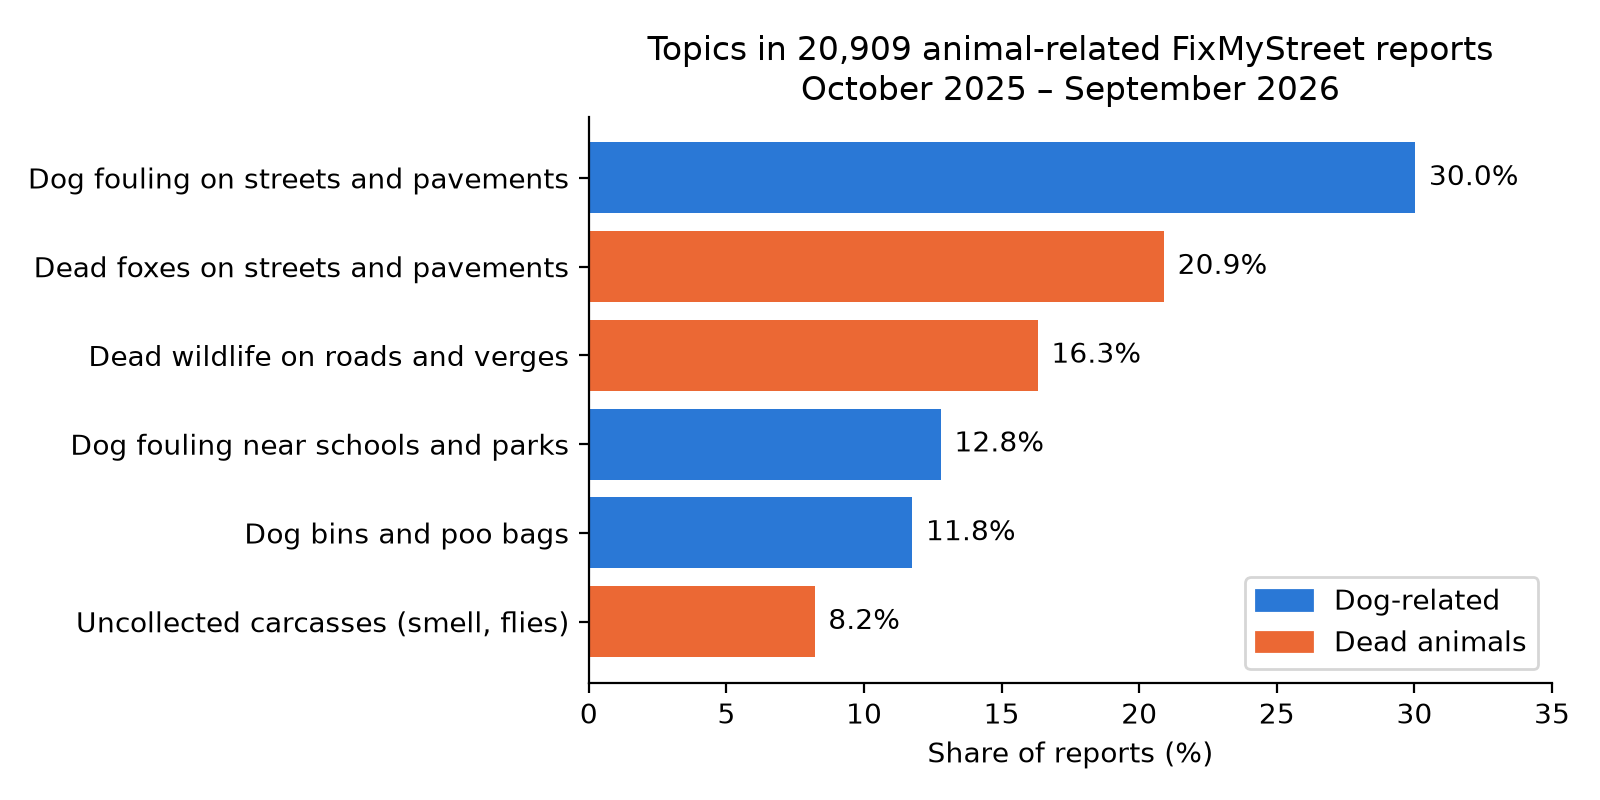 Topics in 20,909 animal-related FixMyStreet reports
October 2025 – September 2026
Dog fouling on streets and pavements
30.0%
Dead foxes on streets and pavements
20.9%
Dead wildlife on roads and verges
16.3%
Dog fouling near schools and parks
12.8%
Dog bins and poo bags
11.8%
Uncollected carcasses (smell, flies)
8.2%
Dog-related
Dead animals
0 5 10 15 20 25 30 35
Share of reports (%)